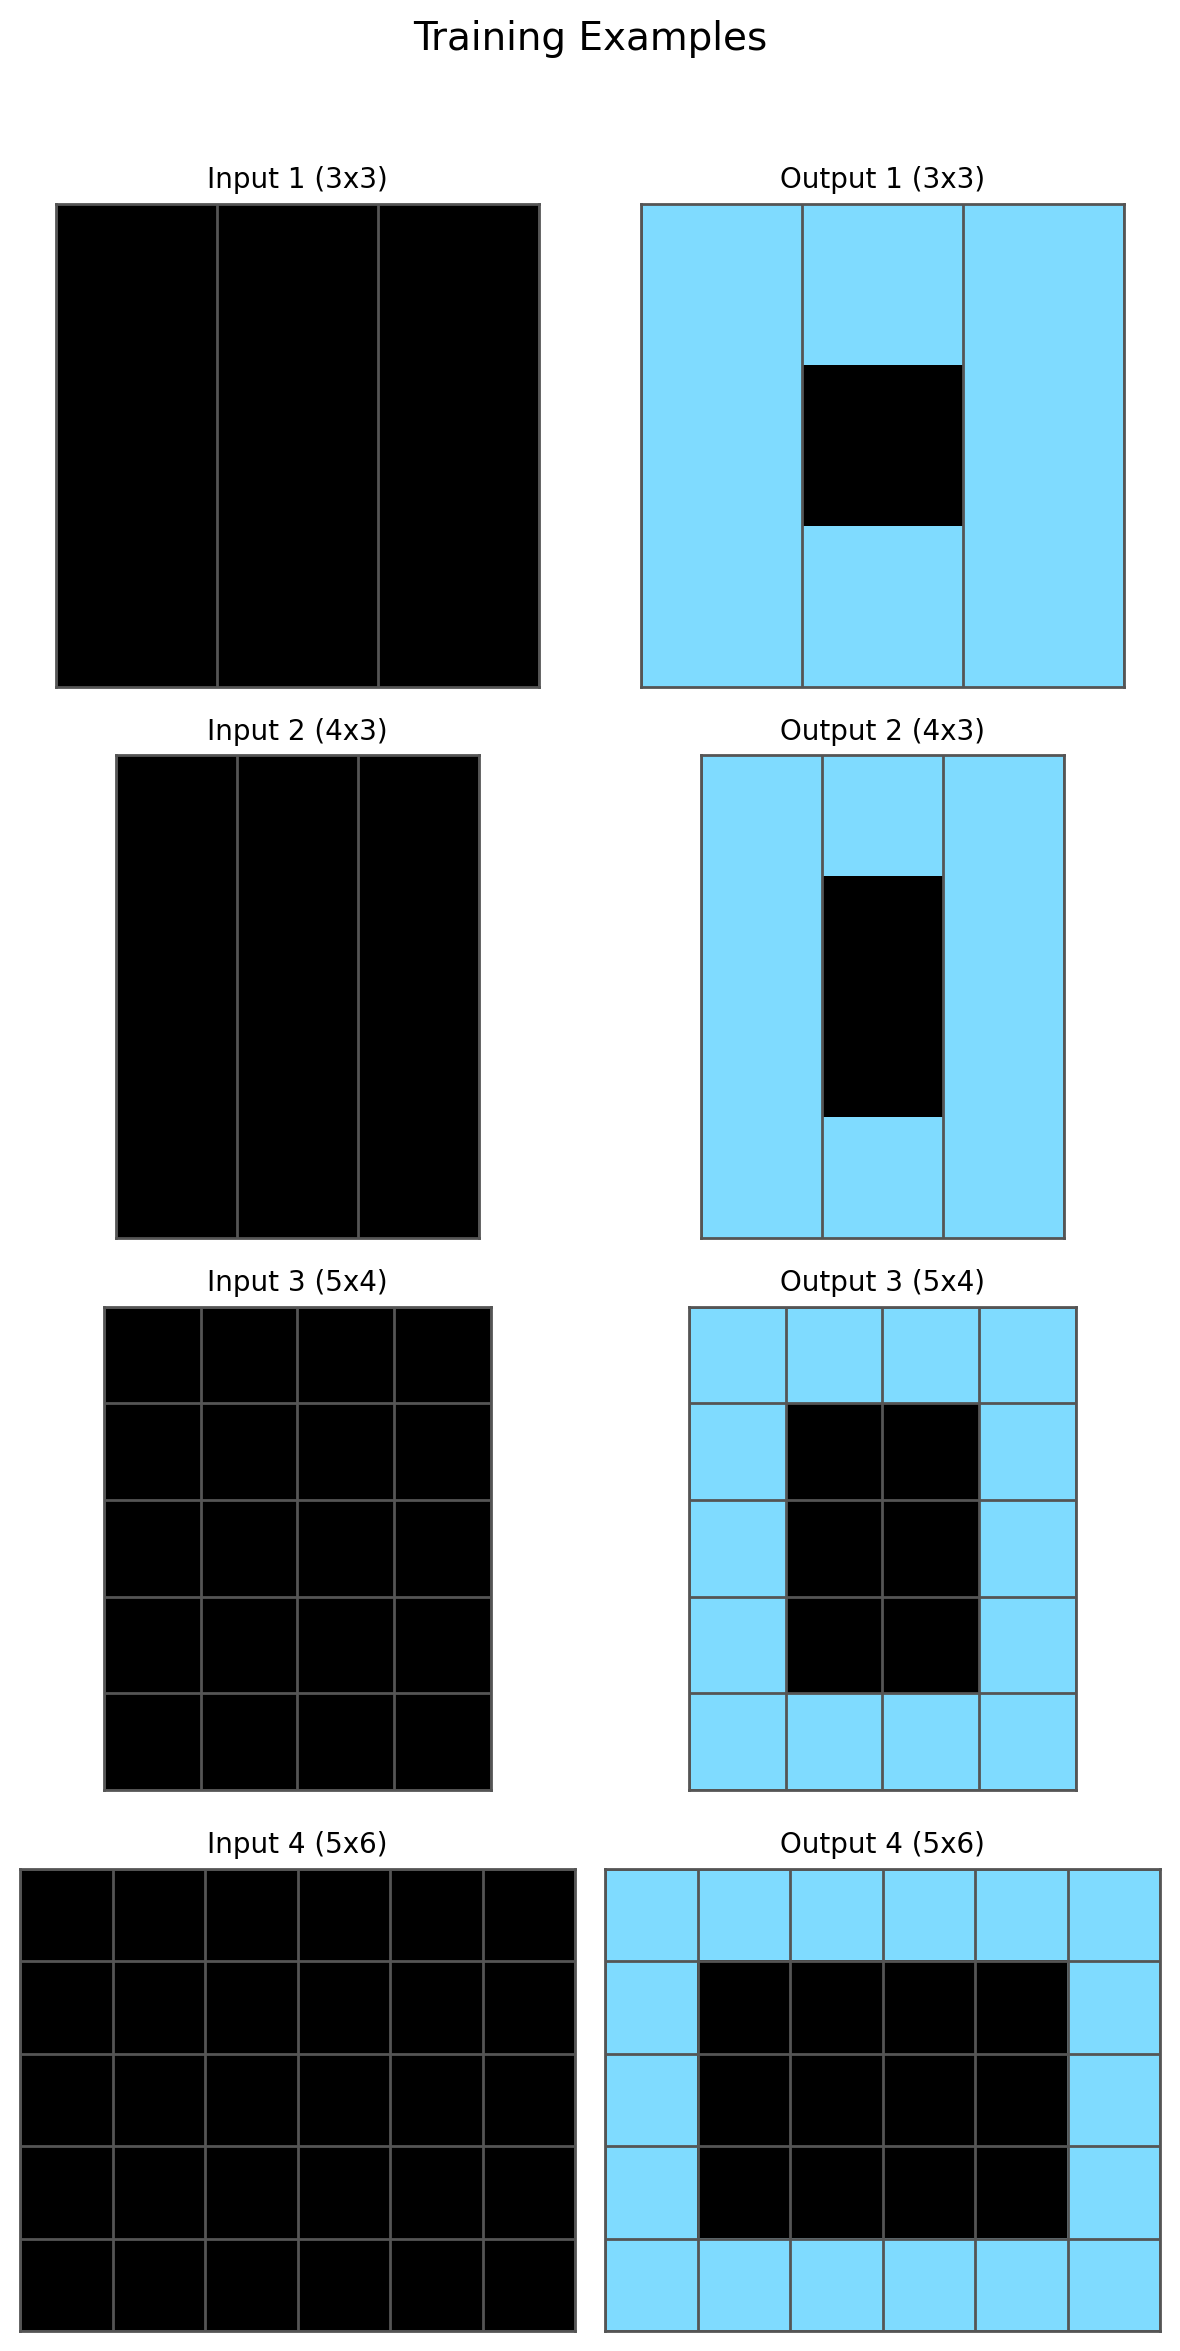 Training Examples
Input 1 (3x3)
Output 1 (3x3)
Input 2 (4x3)
Output 2 (4x3)
Input 3 (5x4)
Output 3 (5x4)
Input 4 (5x6)
Output 4 (5x6)